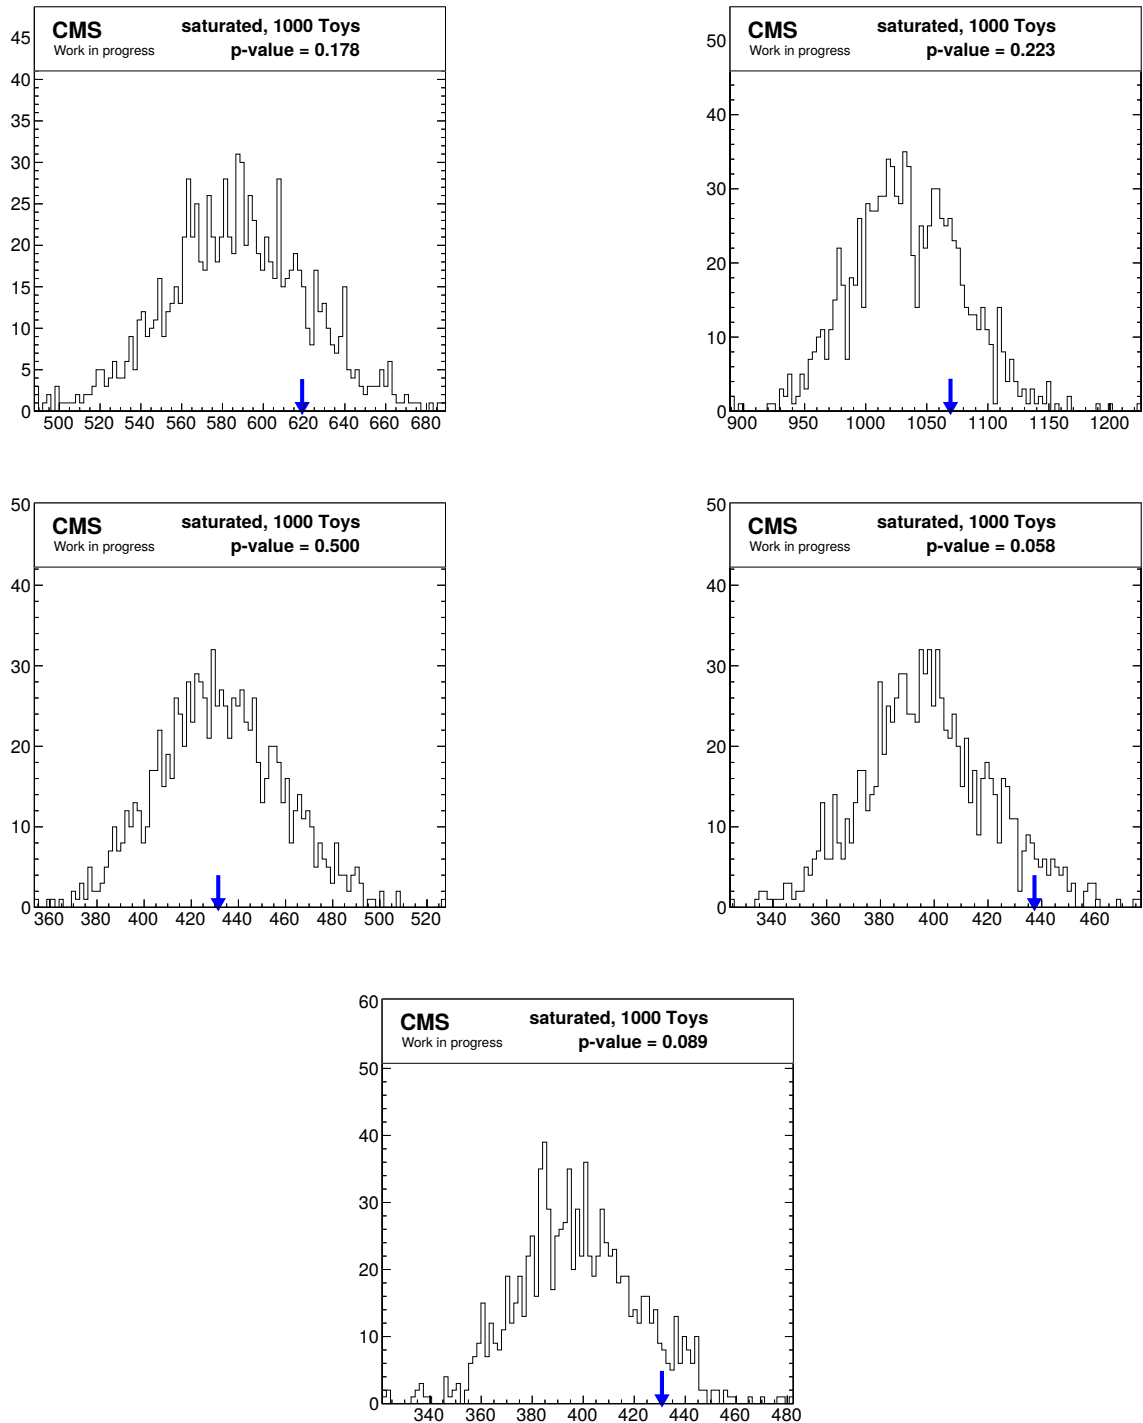 CMS
Work in progress
saturated, 1000 Toys
p-value = 0.178
45
40
35
30
25
20
15
10
5
0
500 520 540 560 580 600 620 640 660 680
CMS
Work in progress
saturated, 1000 Toys
p-value = 0.223
50
40
30
20
10
0
900 950 1000 1050 1100 1150 1200
CMS
Work in progress
saturated, 1000 Toys
p-value = 0.500
50
40
30
20
10
0
360 380 400 420 440 460 480 500 520
CMS
Work in progress
saturated, 1000 Toys
p-value = 0.058
50
40
30
20
10
0
340 360 380 400 420 440 460
CMS
Work in progress
saturated, 1000 Toys
p-value = 0.089
60
50
40
30
20
10
0
340 360 380 400 420 440 460 480